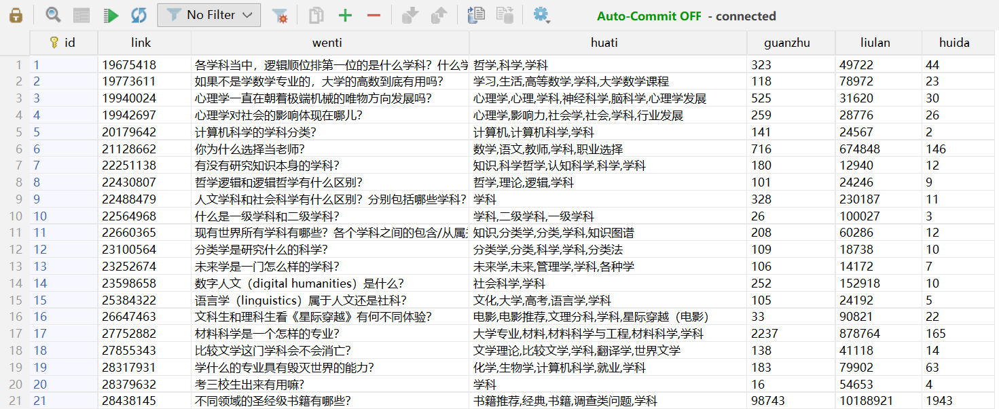 No Filter Auto-Commit OFF - connected
id link wenti huati guanzhu liulan huida
1 1 19675418 各学科当中，逻辑顺位排第一位的是什么学科？什么学 哲学,科学,学科 323 49722 44
2 2 19773611 如果不是学数学专业的，大学的高数到底有用吗？ 学习,生活,高等数学,学科,大学数学课程 118 78972 23
3 3 19940024 心理学一直在朝着极端机械的唯物方向发展吗？ 心理学,心理,学科,神经科学,脑科学,心理学发展 525 31620 30
4 4 19942697 心理学对社会的影响体现在哪儿？ 心理学,影响力,社会学,社会,学科,行业发展 259 28776 26
5 5 20179642 计算机科学的学科分类？ 计算机,计算机科学,学科 141 24567 2
6 6 21128662 你为什么选择当老师？ 数学,语文,教师,学科,职业选择 716 674848 146
7 7 22251138 有没有研究知识本身的学科？ 知识,科学哲学,认知科学,科学,学科 180 12940 12
8 8 22430807 哲学逻辑和逻辑哲学有什么区别？ 哲学,理论,逻辑,学科 101 24246 9
9 9 22488479 人文学科和社会科学有什么区别？分别包括哪些学科？ 学科 328 230187 11
10 10 22564968 什么是一级学科和二级学科？ 学科,二级学科,一级学科 26 100027 3
11 11 22660365 现有世界所有学科有哪些？各个学科之间的包含/从属关 知识,分类学,分类,学科,知识图谱 208 60286 12
12 12 23100564 分类学是研究什么的科学？ 分类学,分类,科学,学科,分类法 109 18738 10
13 13 23252674 未来学是一门怎么样的学科？ 未来学,未来,管理学,学科,各种学 106 14172 7
14 14 23598658 数字人文（digital humanities）是什么？ 社会科学,学科 252 152918 10
15 15 25384322 语言学（linguistics）属于人文还是社科？ 文化,大学,高考,语言学,学科 105 24192 5
16 16 26647463 文科生和理科生看《星际穿越》有何不同体验？ 电影,电影推荐,文理分科,学科,星际穿越（电影） 33 90821 22
17 17 27752882 材料科学是一个怎样的专业？ 大学专业,材料,材料科学与工程,材料科学,学科 2237 878764 165
18 18 27855343 比较文学这门学科会不会消亡？ 文学理论,比较文学,学科,翻译学,世界文学 138 41118 14
19 19 28317931 学什么的专业具有毁灭世界的能力？ 化学,生物学,计算机科学,就业,学科 183 79902 63
20 20 28379632 考三校生出来有用嘛？ 学科 16 54653 4
21 21 28438145 不同领域的圣经级书籍有哪些？ 书籍推荐,经典,书籍,调查类问题,学科 98743 10188921 1943